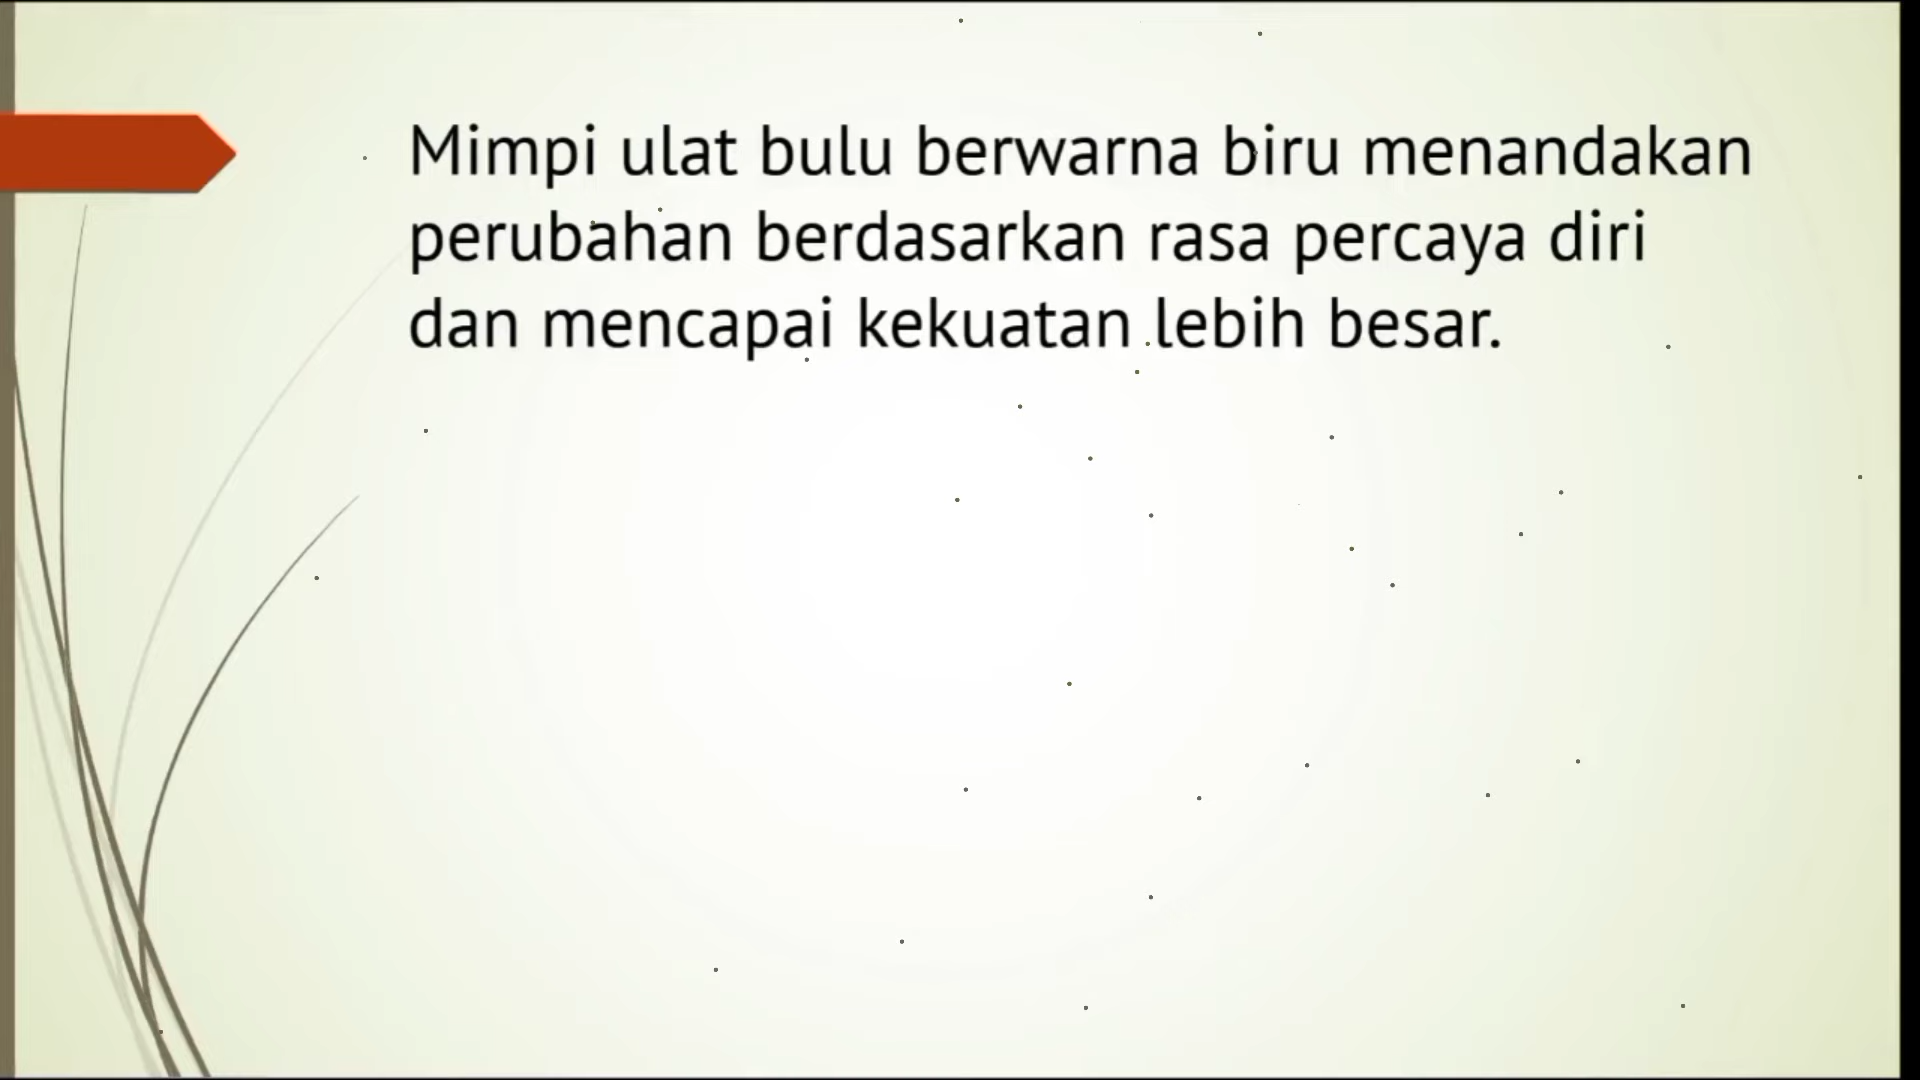 Mimpi ulat bulu berwarna biru menandakan
perubahan berdasarkan rasa percaya diri
dan mencapai kekuatan lebih besar.